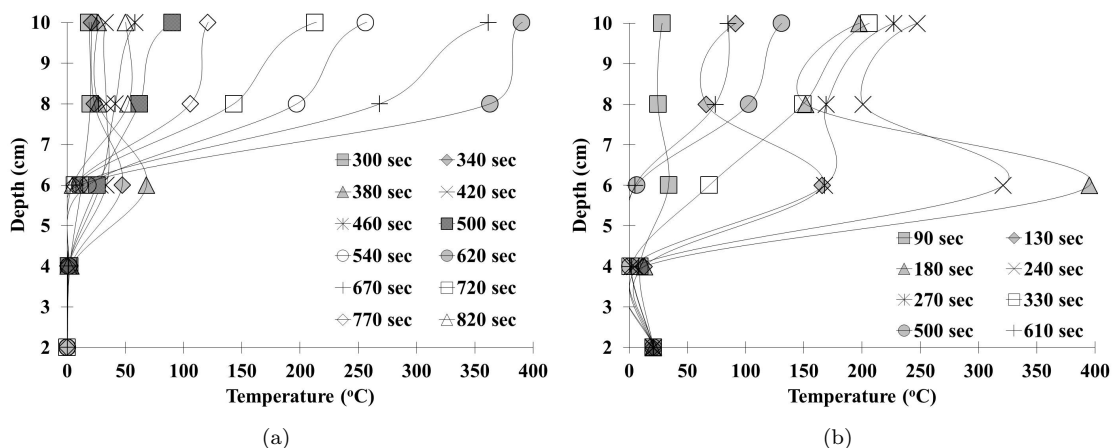 10
9
8
7
6
5
4
3
2
Depth (cm)
0 50 100 150 200 250 300 350 400
Temperature (ºC)
300 sec 340 sec
380 sec 420 sec
460 sec 500 sec
540 sec 620 sec
670 sec 720 sec
770 sec 820 sec
(a)
10
9
8
7
6
5
4
3
2
Depth (cm)
0 50 100 150 200 250 300 350 400
Temperature (ºC)
90 sec 130 sec
180 sec 240 sec
270 sec 330 sec
500 sec 610 sec
(b)